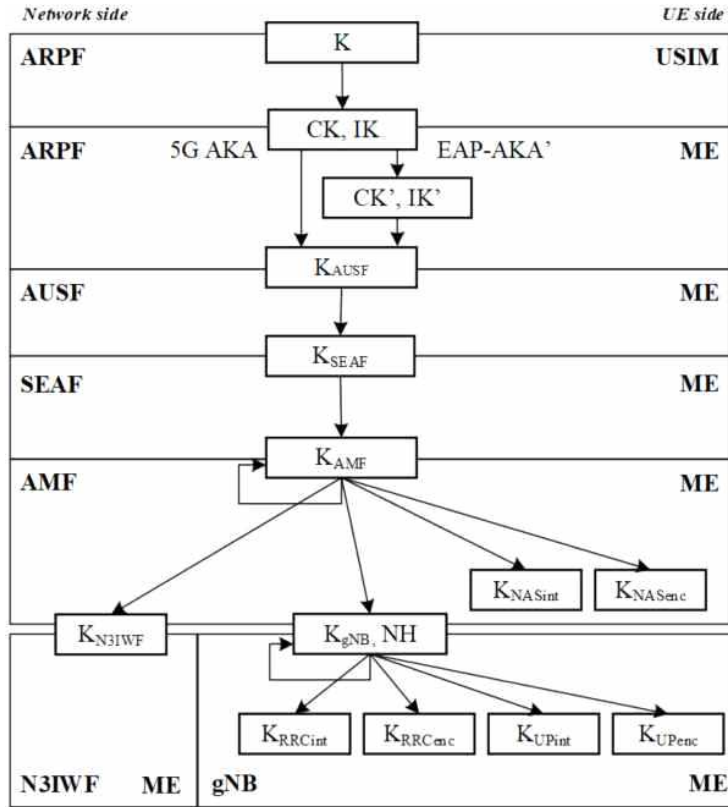 Network side UE side
K
ARPF USIM
CK, IK
ARPF 5G AKA EAP-AKA’ ME
CK’, IK’
KAUSF
AUSF ME
KSEAF
SEAF ME
KAMF
AMF ME
KNASint KNASenc
KN3IWF KgNB, NH
KRRCint KRRCenc KUPint KUPenc
N3IWF ME gNB ME